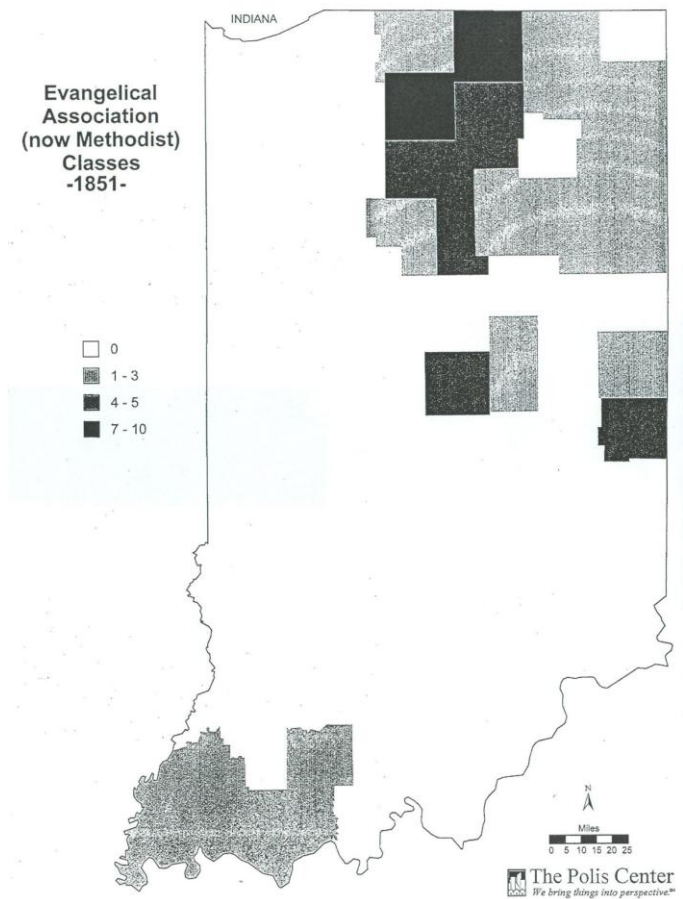 INDIANA
Evangelical
Association
(now Methodist)
Classes
-1851-
0
1 - 3
4 - 5
7 - 10
N
Miles
0 5 10 15 20 25
The Polis Center
We bring things into perspective.℠